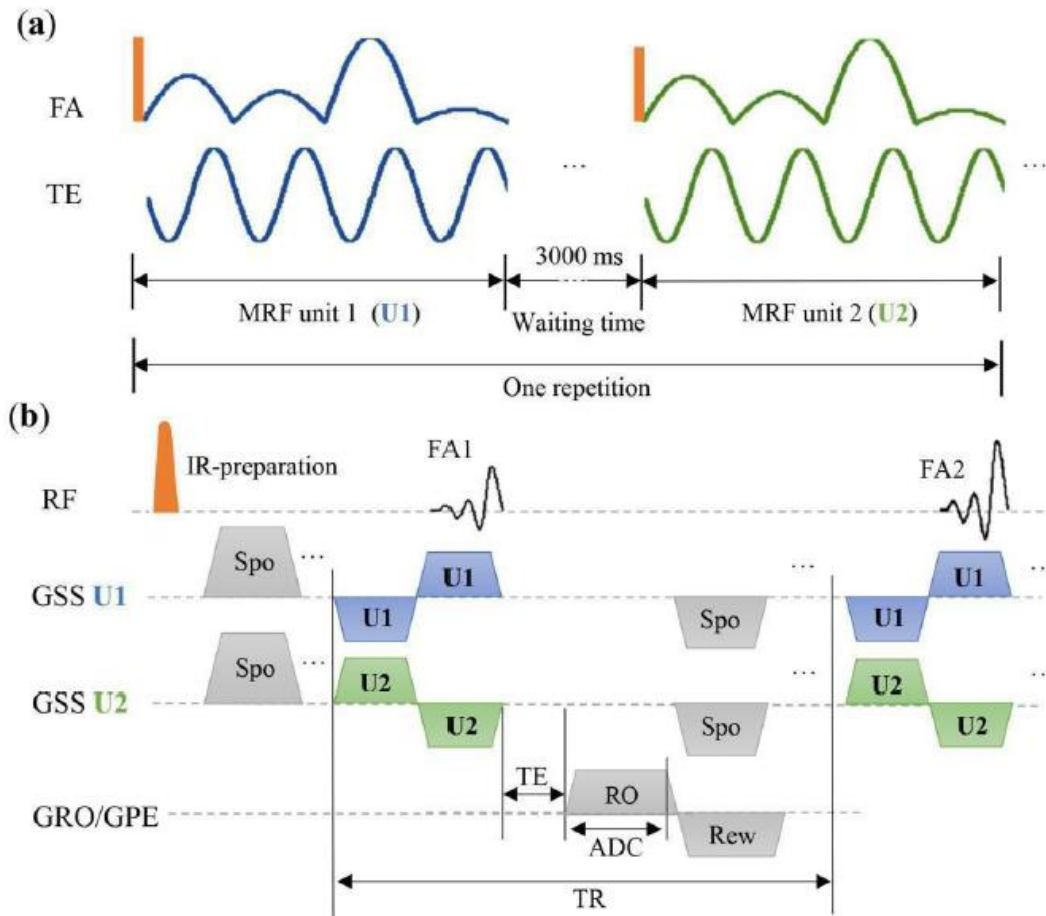 (a)
FA
TE
...
...
3000 ms
...
MRF unit 1 (U1)
Waiting time
MRF unit 2 (U2)
One repetition
(b)
IR-preparation
FA1
FA2
RF
Spo
...
U1
...
U1
...
GSS U1
U1
Spo
U1
Spo
...
U2
...
U2
...
GSS U2
U2
Spo
U2
TE
RO
GRO/GPE
ADC
Rew
TR